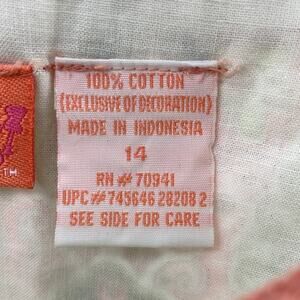 100% COTTON
(EXCLUSIVE OF DECORATION)
MADE IN INDONESIA
14
RN# 70941
UPC# 745646 28208 2
SEE SIDE FOR CARE
TM